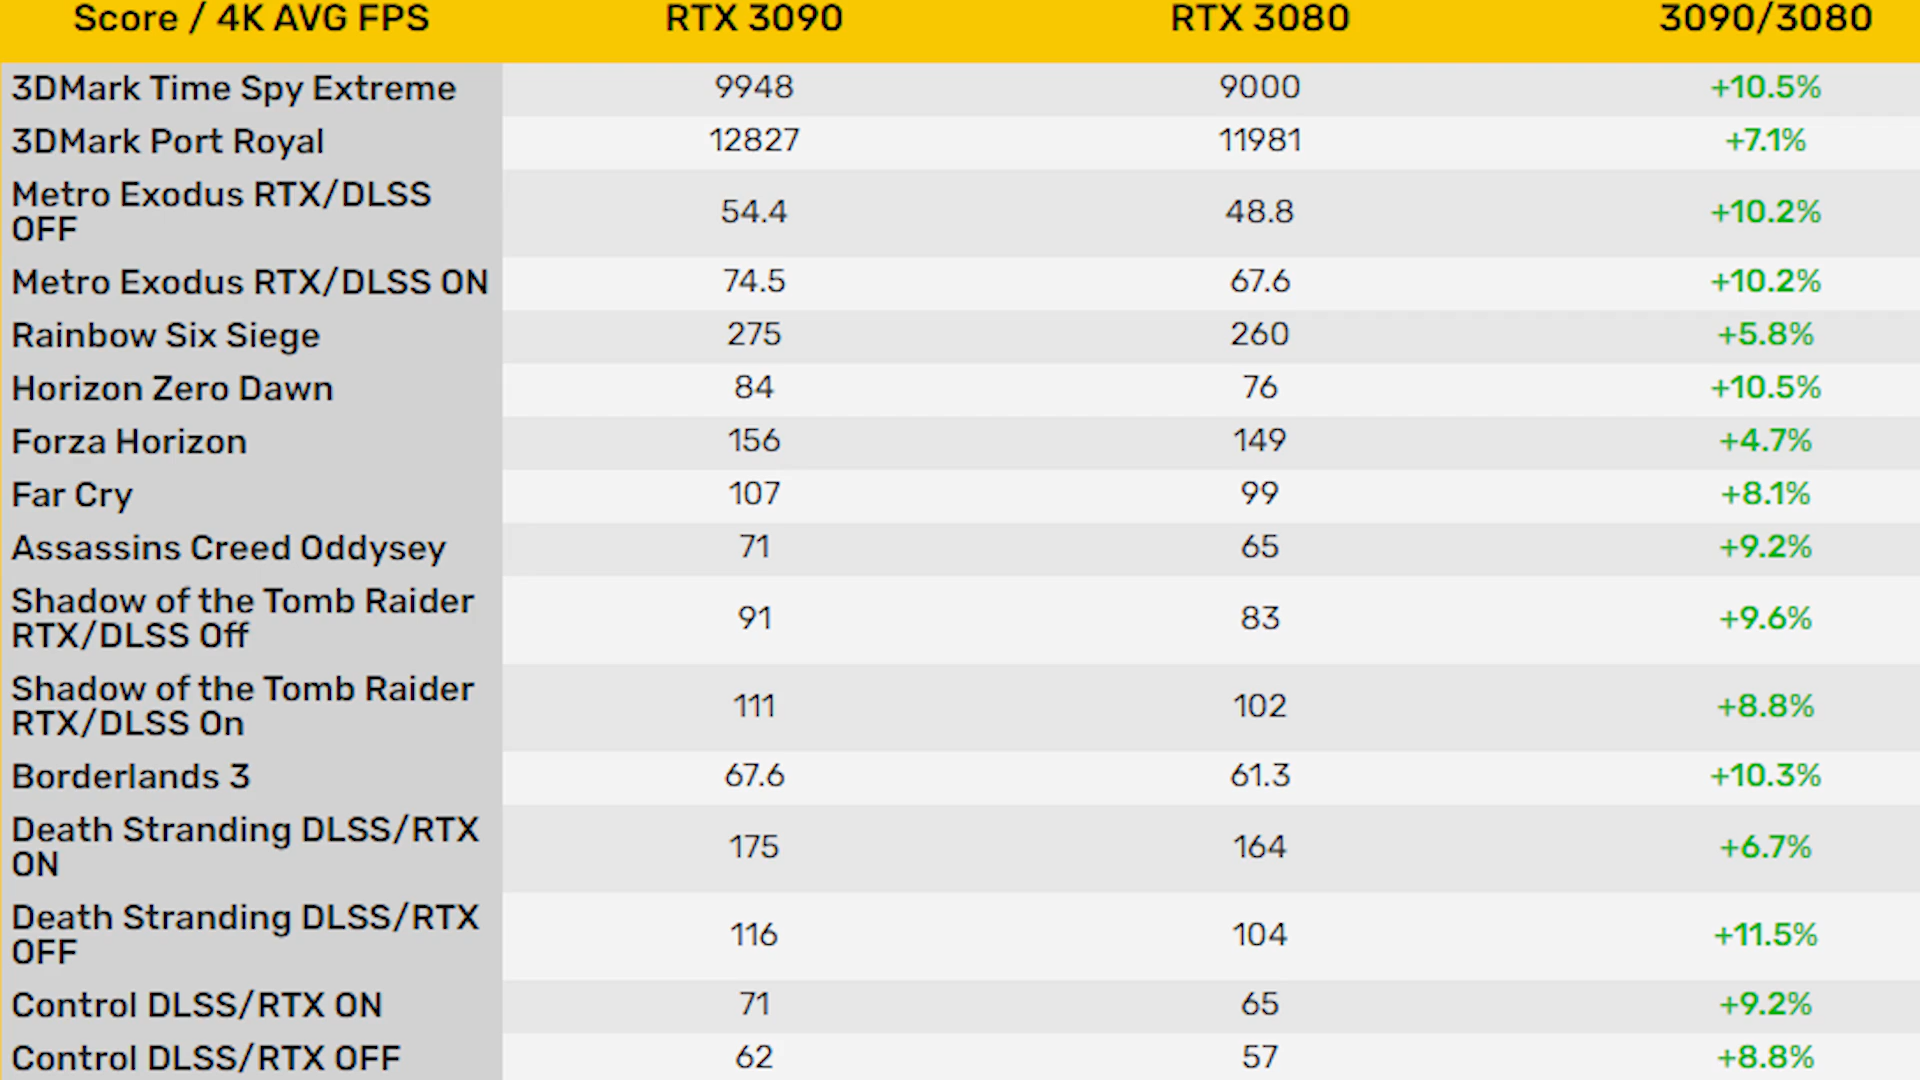 Score / 4K AVG FPS RTX 3090 RTX 3080 3090/3080
3DMark Time Spy Extreme 9948 9000 +10.5%
3DMark Port Royal 12827 11981 +7.1%
Metro Exodus RTX/DLSS
OFF 54.4 48.8 +10.2%
Metro Exodus RTX/DLSS ON 74.5 67.6 +10.2%
Rainbow Six Siege 275 260 +5.8%
Horizon Zero Dawn 84 76 +10.5%
Forza Horizon 156 149 +4.7%
Far Cry 107 99 +8.1%
Assassins Creed Oddysey 71 65 +9.2%
Shadow of the Tomb Raider
RTX/DLSS Off 91 83 +9.6%
Shadow of the Tomb Raider
RTX/DLSS On 111 102 +8.8%
Borderlands 3 67.6 61.3 +10.3%
Death Stranding DLSS/RTX
ON 175 164 +6.7%
Death Stranding DLSS/RTX
OFF 116 104 +11.5%
Control DLSS/RTX ON 71 65 +9.2%
Control DLSS/RTX OFF 62 57 +8.8%